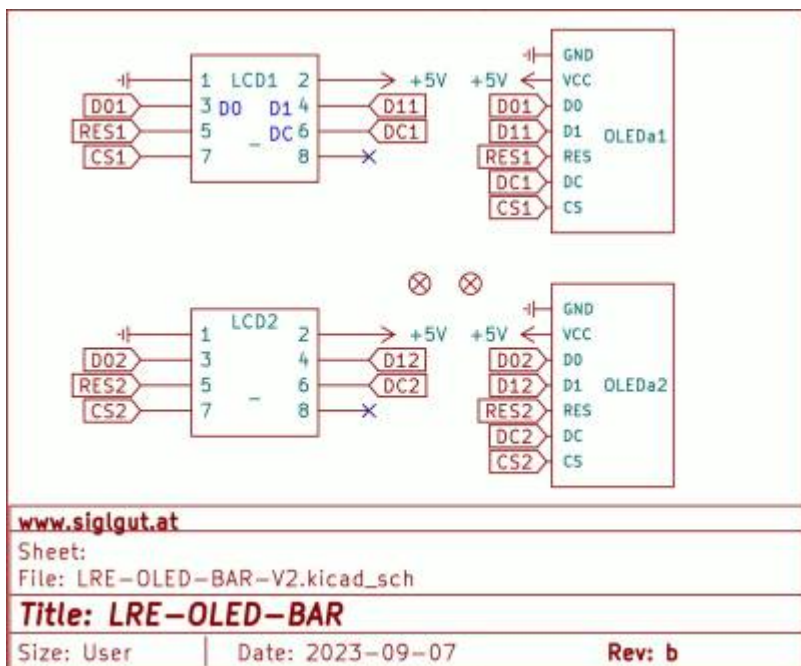 GND
1 LCD1 2 +5V +5V VCC
D01 3 D0 D1 4 D11 D01 D0
RES1 5 DC 6 DC1 D11 D1 OLEDa1
CS1 7 _ 8 RES1 RES
DC1 DC
CS1 CS
GND
1 LCD2 2 +5V +5V VCC
D02 3 4 D12 D02 D0
RES2 5 6 DC2 D12 D1 OLEDa2
CS2 7 _ 8 RES2 RES
DC2 DC
CS2 CS
www.siglgut.at
Sheet:
File: LRE-OLED-BAR-V2.kicad_sch
Title: LRE-OLED-BAR
Size: User Date: 2023-09-07 Rev: b